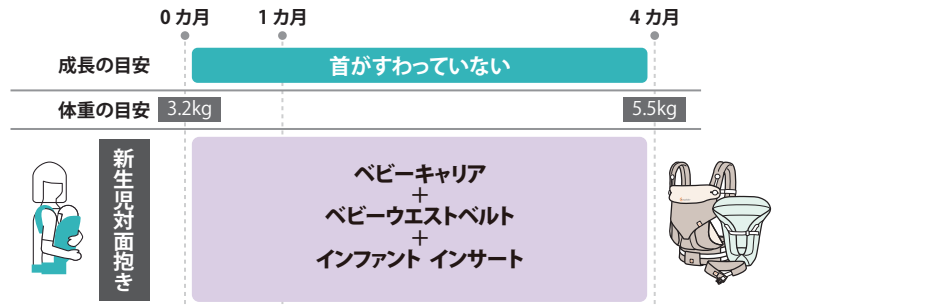 0 カ月 1 カ月 4 カ月
成長の目安 首がすわっていない
体重の目安 3.2kg 5.5kg
新生児対面抱き
ベビーキャリア
+
ベビーウエストベルト
+
インファント インサート